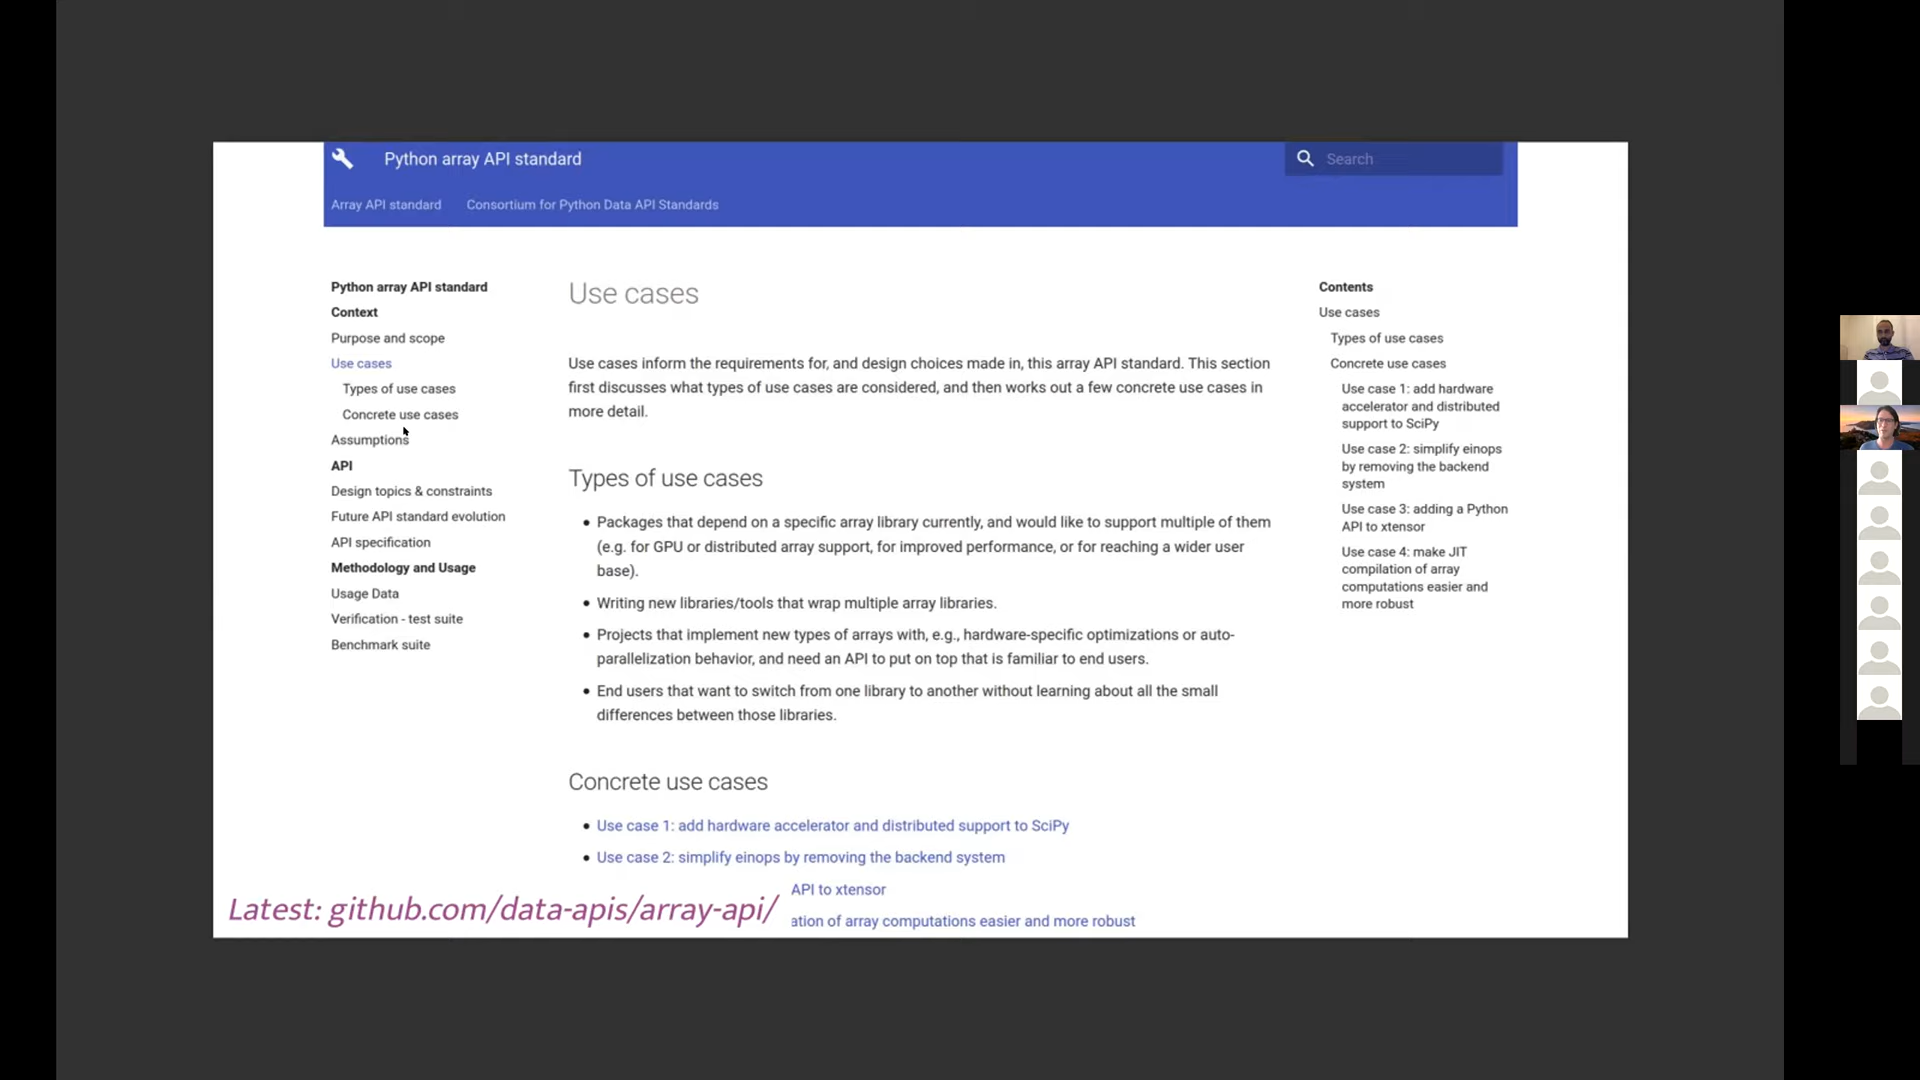 Python array API standard
Search
Array API standard
Consortium for Python Data API Standards
Python array API standard
Context
Purpose and scope
Use cases
Types of use cases
Concrete use cases
Assumptions
API
Design topics & constraints
Future API standard evolution
API specification
Methodology and Usage
Usage Data
Verification - test suite
Benchmark suite
Use cases
Use cases inform the requirements for, and design choices made in, this array API standard. This section
first discusses what types of use cases are considered, and then works out a few concrete use cases in
more detail.
Types of use cases
Packages that depend on a specific array library currently, and would like to support multiple of them
(e.g. for GPU or distributed array support, for improved performance, or for reaching a wider user
base).
Writing new libraries/tools that wrap multiple array libraries.
Projects that implement new types of arrays with, e.g., hardware-specific optimizations or auto-
parallelization behavior, and need an API to put on top that is familiar to end users.
End users that want to switch from one library to another without learning about all the small
differences between those libraries.
Concrete use cases
Use case 1: add hardware accelerator and distributed support to SciPy
Use case 2: simplify einops by removing the backend system
API to xtensor
ation of array computations easier and more robust
Latest: github.com/data-apis/array-api/
Contents
Use cases
Types of use cases
Concrete use cases
Use case 1: add hardware
accelerator and distributed
support to SciPy
Use case 2: simplify einops
by removing the backend
system
Use case 3: adding a Python
API to xtensor
Use case 4: make JIT
compilation of array
computations easier and
more robust